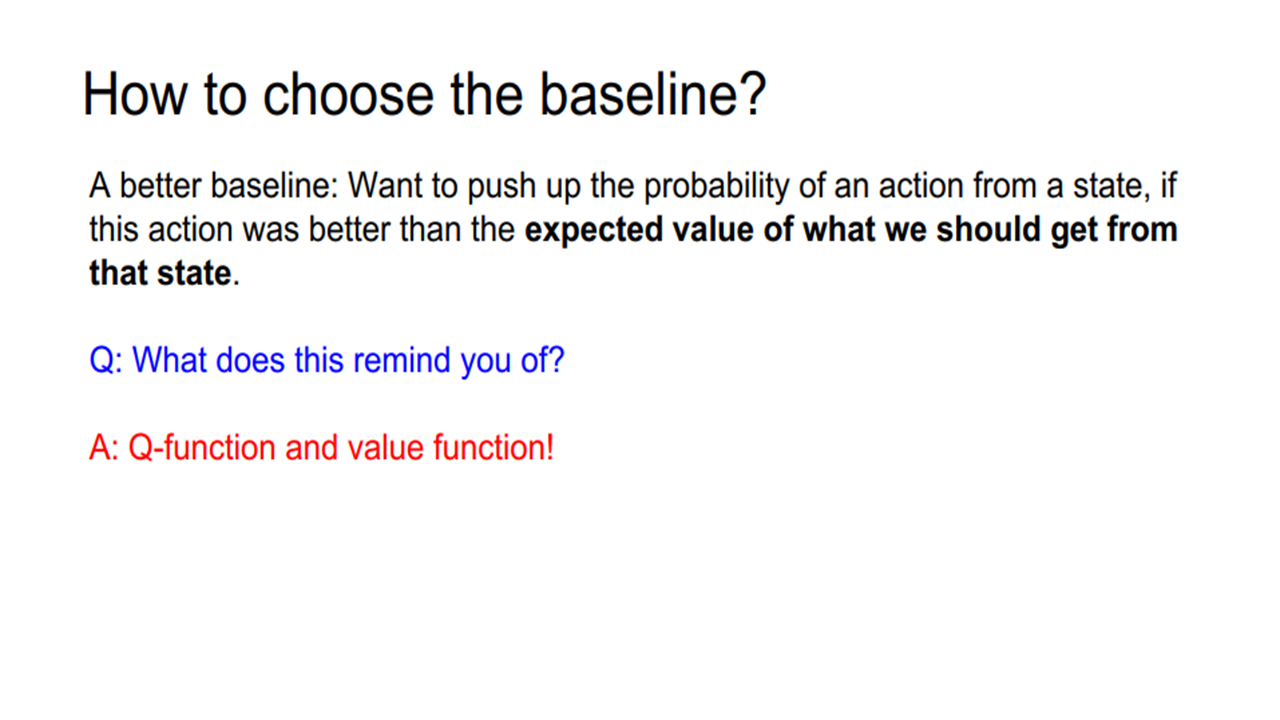 How to choose the baseline?
A better baseline: Want to push up the probability of an action from a state, if
this action was better than the expected value of what we should get from
that state.
Q: What does this remind you of?
A: Q-function and value function!